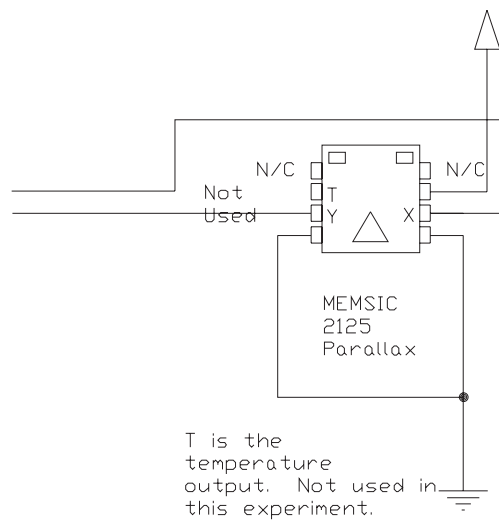 N/C
N/C
Not
Used
T
Y
X
MEMSIC
2125
Parallax
T is the
temperature
output. Not used in
this experiment.